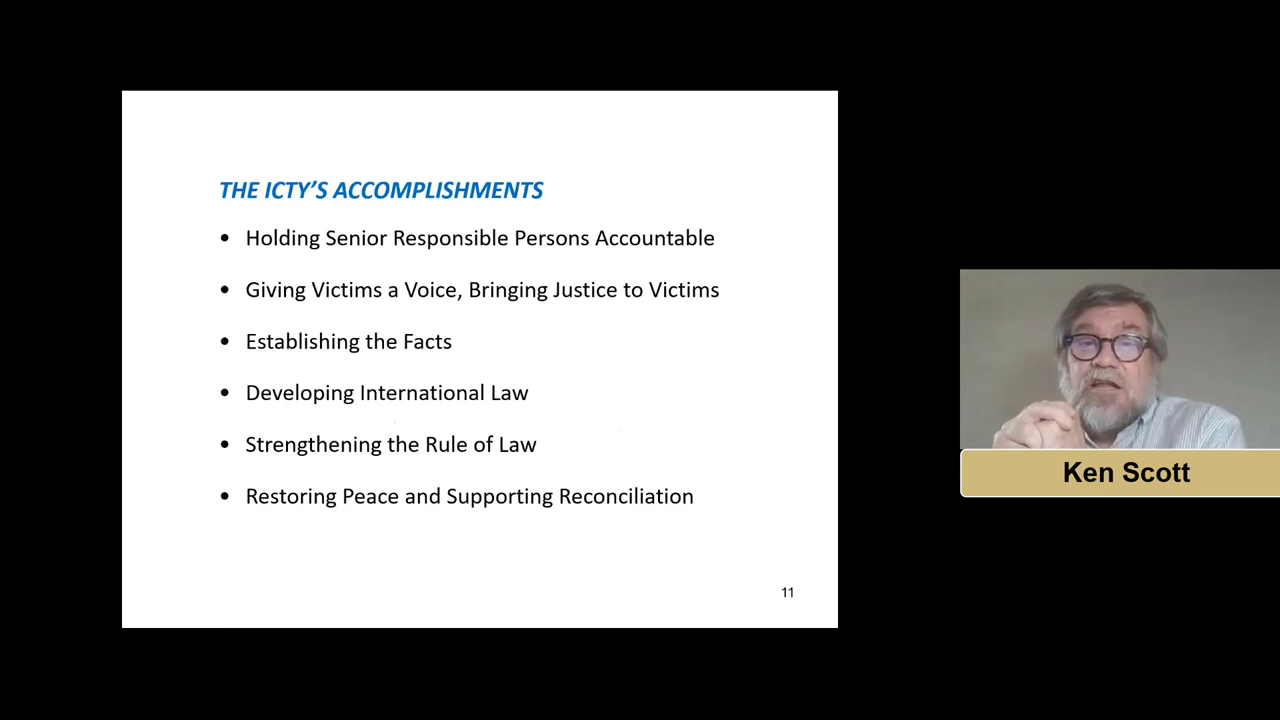 THE ICTY’S ACCOMPLISHMENTS
• Holding Senior Responsible Persons Accountable
• Giving Victims a Voice, Bringing Justice to Victims
• Establishing the Facts
• Developing International Law
• Strengthening the Rule of Law
• Restoring Peace and Supporting Reconciliation
11
Ken Scott